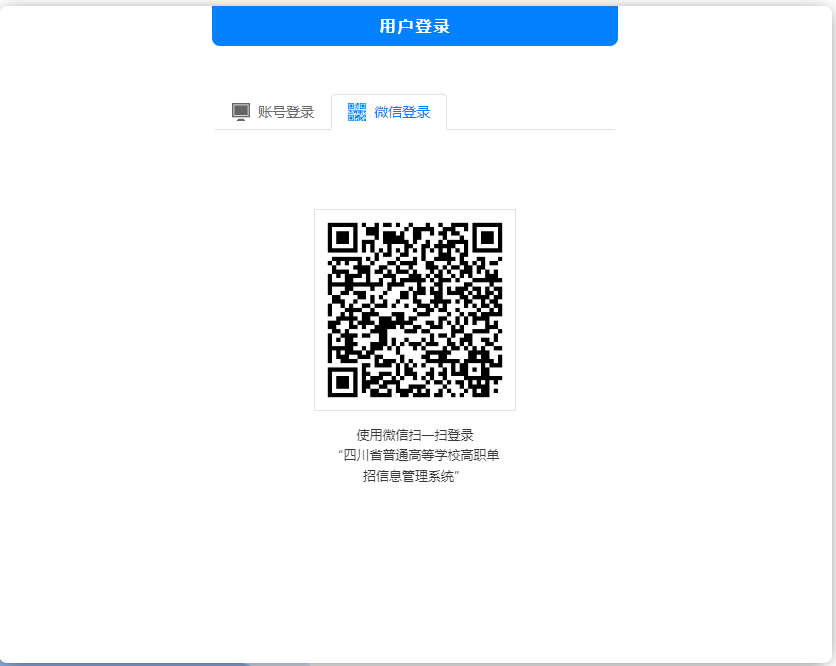 用户登录
账号登录
微信登录
使用微信扫一扫登录
“四川省普通高等学校高职单
招信息管理系统”